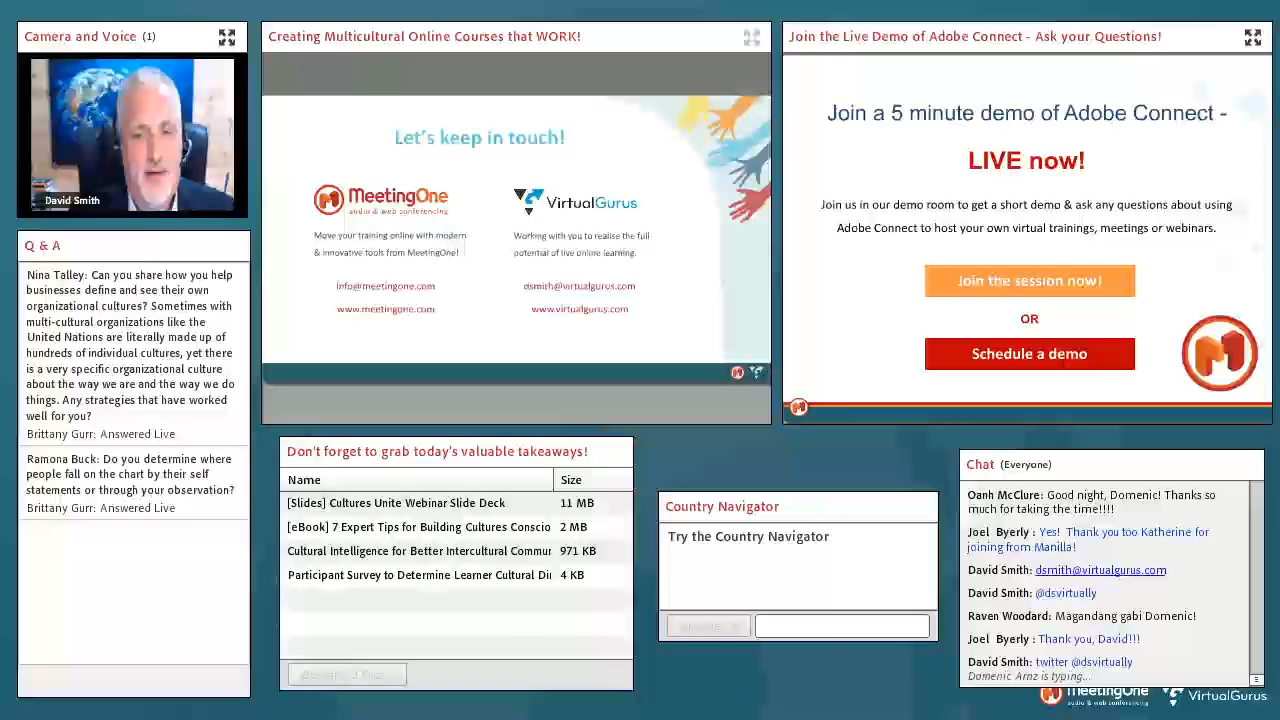 Camera and Voice (1)
David Smith
Q & A
Nina Talley: Can you share how you help
businesses define and see their own
organizational cultures? Sometimes with
multi-cultural organizations like the
United Nations are literally made up of
hundreds of individual cultures, yet there
is a very specific organizational culture
about the way we are and the way we do
things. Any strategies that have worked
well for you?
Brittany Gurr: Answered Live
Ramona Buck: Do you determine where
people fall on the chart by their self
statements or through your observation?
Brittany Gurr: Answered Live
Creating Multicultural Online Courses that WORK!
Let's keep in touch!
MeetingOne
audio & web conferencing
Move your training online with modern
& innovative tools from MeetingOne!
info@meetingone.com
www.meetingone.com
VirtualGurus
Working with you to realise the full
potential of live online learning.
dsmith@virtualgurus.com
www.virtualgurus.com
Join the Live Demo of Adobe Connect - Ask your Questions!
Join a 5 minute demo of Adobe Connect -
LIVE now!
Join us in our demo room to get a short demo & ask any questions about using
Adobe Connect to host your own virtual trainings, meetings or webinars.
Join the session now!
OR
Schedule a demo
Don't forget to grab today's valuable takeaways!
Name Size
[Slides] Cultures Unite Webinar Slide Deck 11 MB
[eBook] 7 Expert Tips for Building Cultures Conscio 2 MB
Cultural Intelligence for Better Intercultural Commun 971 KB
Participant Survey to Determine Learner Cultural Di 4 KB
Country Navigator
Try the Country Navigator
Chat (Everyone)
Oanh McClure: Good night, Domenic! Thanks so
much for taking the time!!!!
Joel Byerly : Yes! Thank you too Katherine for
joining from Manilla!
David Smith: dsmith@virtualgurus.com
David Smith: @dsvirtually
Raven Woodard: Magandang gabi Domenic!
Joel Byerly : Thank you, David!!!
David Smith: twitter @dsvirtually
Domenic Arnz is typing...
MeetingOne
audio & web conferencing
VirtualGurus